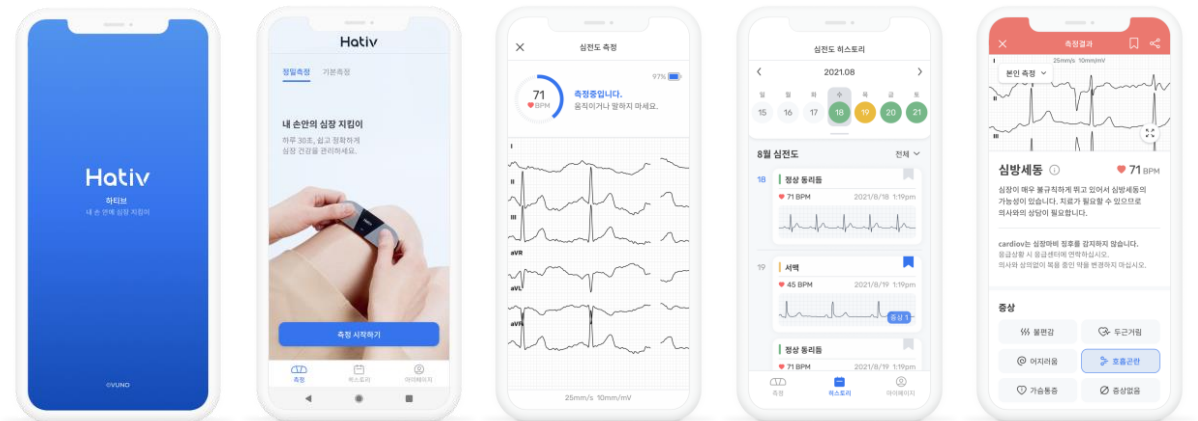 Hativ
하티브
내 손 안에 심장 지킴이
©VUNO
Hativ
정밀측정 기본측정
내 손안의 심장 지킴이
하루 30초, 쉽고 정확하게
심장 건강을 관리하세요.
Hativ
측정 시작하기
측정 히스토리 마이페이지
심전도 측정
97%
71
BPM
측정중입니다.
움직이거나 말하지 마세요.
I
II
III
aVR
aVL
aVF
25mm/s 10mm/mV
심전도 히스토리
2021.08
일 월 화 수 목 금 토
15 16 17 18 19 20 21
8월 심전도 전체
18 정상 동리듬
71 BPM 2021/8/18 1:19pm
19 서맥
45 BPM 2021/8/19 1:19pm
증상 1
정상 동리듬
71 BPM 2021/8/19 1:19pm
측정 히스토리 마이페이지
측정결과
I 25mm/s 10mm/mV
본인 측정
II
III
심방세동 71 BPM
심장이 매우 불규칙하게 뛰고 있어서 심방세동의
가능성이 있습니다. 치료가 필요할 수 있으므로
의사와의 상담이 필요합니다.
cardiov는 심장마비 징후를 감지하지 않습니다.
응급상황 시 응급센터에 연락하십시오.
의사와 상의없이 복용 중인 약을 변경하지 마십시오.
증상
불편감 두근거림
어지러움 호흡곤란
가슴통증 증상없음